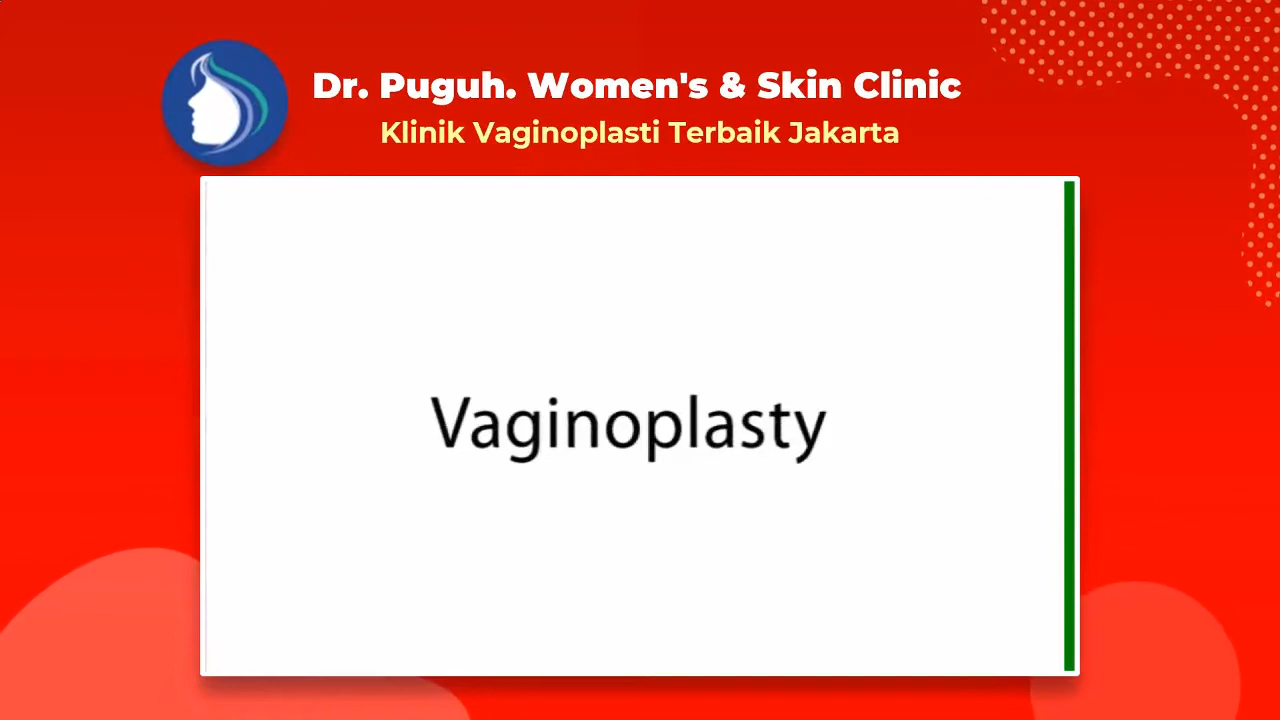 Dr. Puguh. Women's & Skin Clinic
Klinik Vaginoplasti Terbaik Jakarta
Vaginoplasty